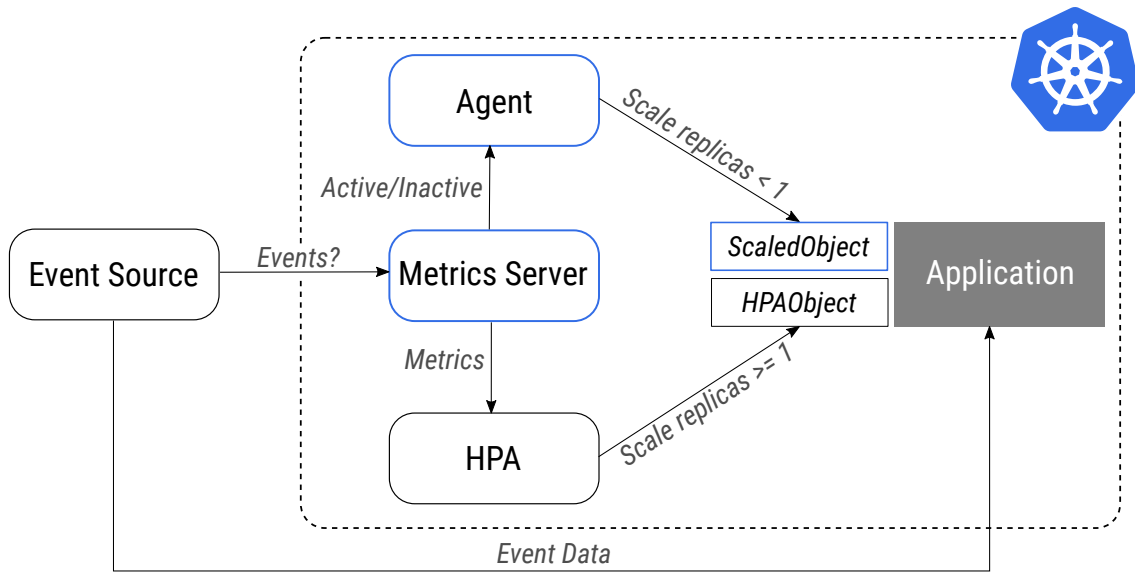 Agent
Scale replicas < 1
Active/Inactive
Event Source
Events?
Metrics Server
ScaledObject
HPAObject
Application
Metrics
Scale replicas >= 1
HPA
Event Data